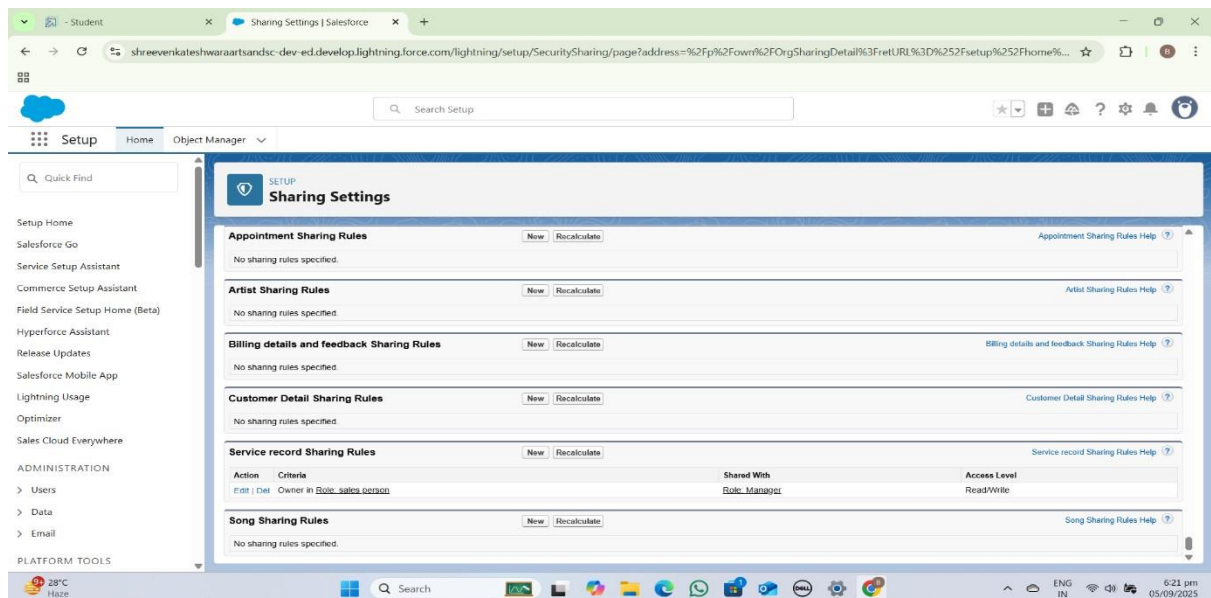 - Student
Sharing Settings | Salesforce
shreevenkateshwaraartsandsc-dev-ed.develop.lightning.force.com/lightning/setup/SecuritySharing/page?address=%2Fp%2Fown%2FOrgSharingDetail%3FretURL%3D%252Fsetup%252Fhome%...
B
Search Setup
Setup
Home
Object Manager
Quick Find
SETUP
Sharing Settings
Setup Home
Salesforce Go
Service Setup Assistant
Commerce Setup Assistant
Field Service Setup Home (Beta)
Hyperforce Assistant
Release Updates
Salesforce Mobile App
Lightning Usage
Optimizer
Sales Cloud Everywhere
ADMINISTRATION
Users
Data
Email
PLATFORM TOOLS
Appointment Sharing Rules New Recalculate Appointment Sharing Rules Help ?
No sharing rules specified.
Artist Sharing Rules New Recalculate Artist Sharing Rules Help ?
No sharing rules specified.
Billing details and feedback Sharing Rules New Recalculate Billing details and feedback Sharing Rules Help ?
No sharing rules specified.
Customer Detail Sharing Rules New Recalculate Customer Detail Sharing Rules Help ?
No sharing rules specified.
Service record Sharing Rules New Recalculate Service record Sharing Rules Help ?
Action Criteria Shared With Access Level
Edit | Del Owner in Role: sales person Role: Manager Read/Write
Song Sharing Rules New Recalculate Song Sharing Rules Help ?
No sharing rules specified.
9+
28°C
Haze
Search
DELL
ENG
IN
6:21 pm
05/09/2025